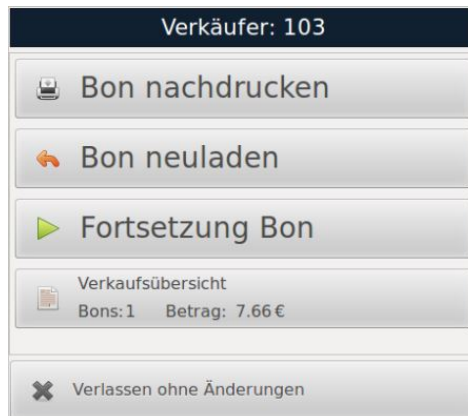 Verkäufer: 103
Bon nachdrucken
Bon neuladen
Fortsetzung Bon
Verkaufsübersicht
Bons:1 Betrag: 7.66€
Verlassen ohne Änderungen